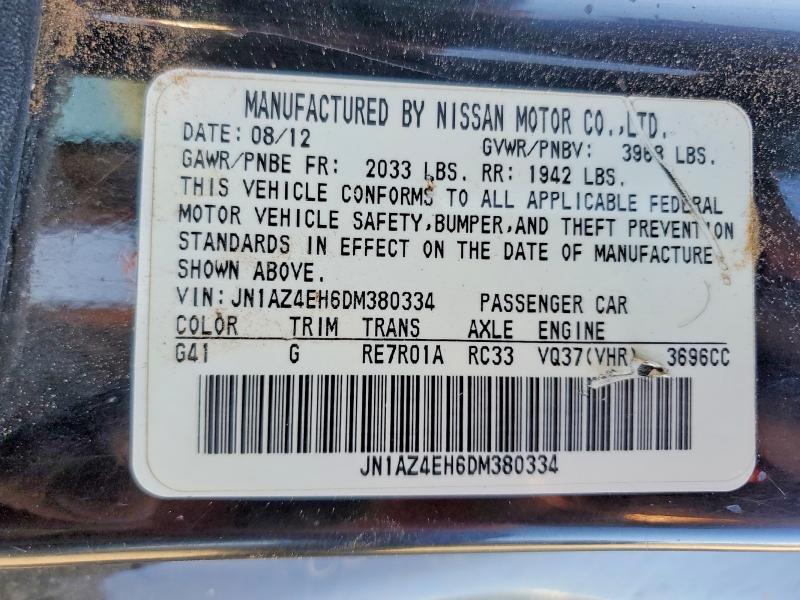 MANUFACTURED BY NISSAN MOTOR CO.,LTD.
DATE: 08/12 GVWR/PNBV: 3968 LBS.
GAWR/PNBE FR: 2033 LBS. RR: 1942 LBS.
THIS VEHICLE CONFORMS TO ALL APPLICABLE FEDERAL
MOTOR VEHICLE SAFETY,BUMPER,AND THEFT PREVENTION
STANDARDS IN EFFECT ON THE DATE OF MANUFACTURE
SHOWN ABOVE.
VIN:JN1AZ4EH6DM380334 PASSENGER CAR
COLOR TRIM TRANS AXLE ENGINE
G41 G RE7R01A RC33 VQ37(VHR) 3696CC
JN1AZ4EH6DM380334